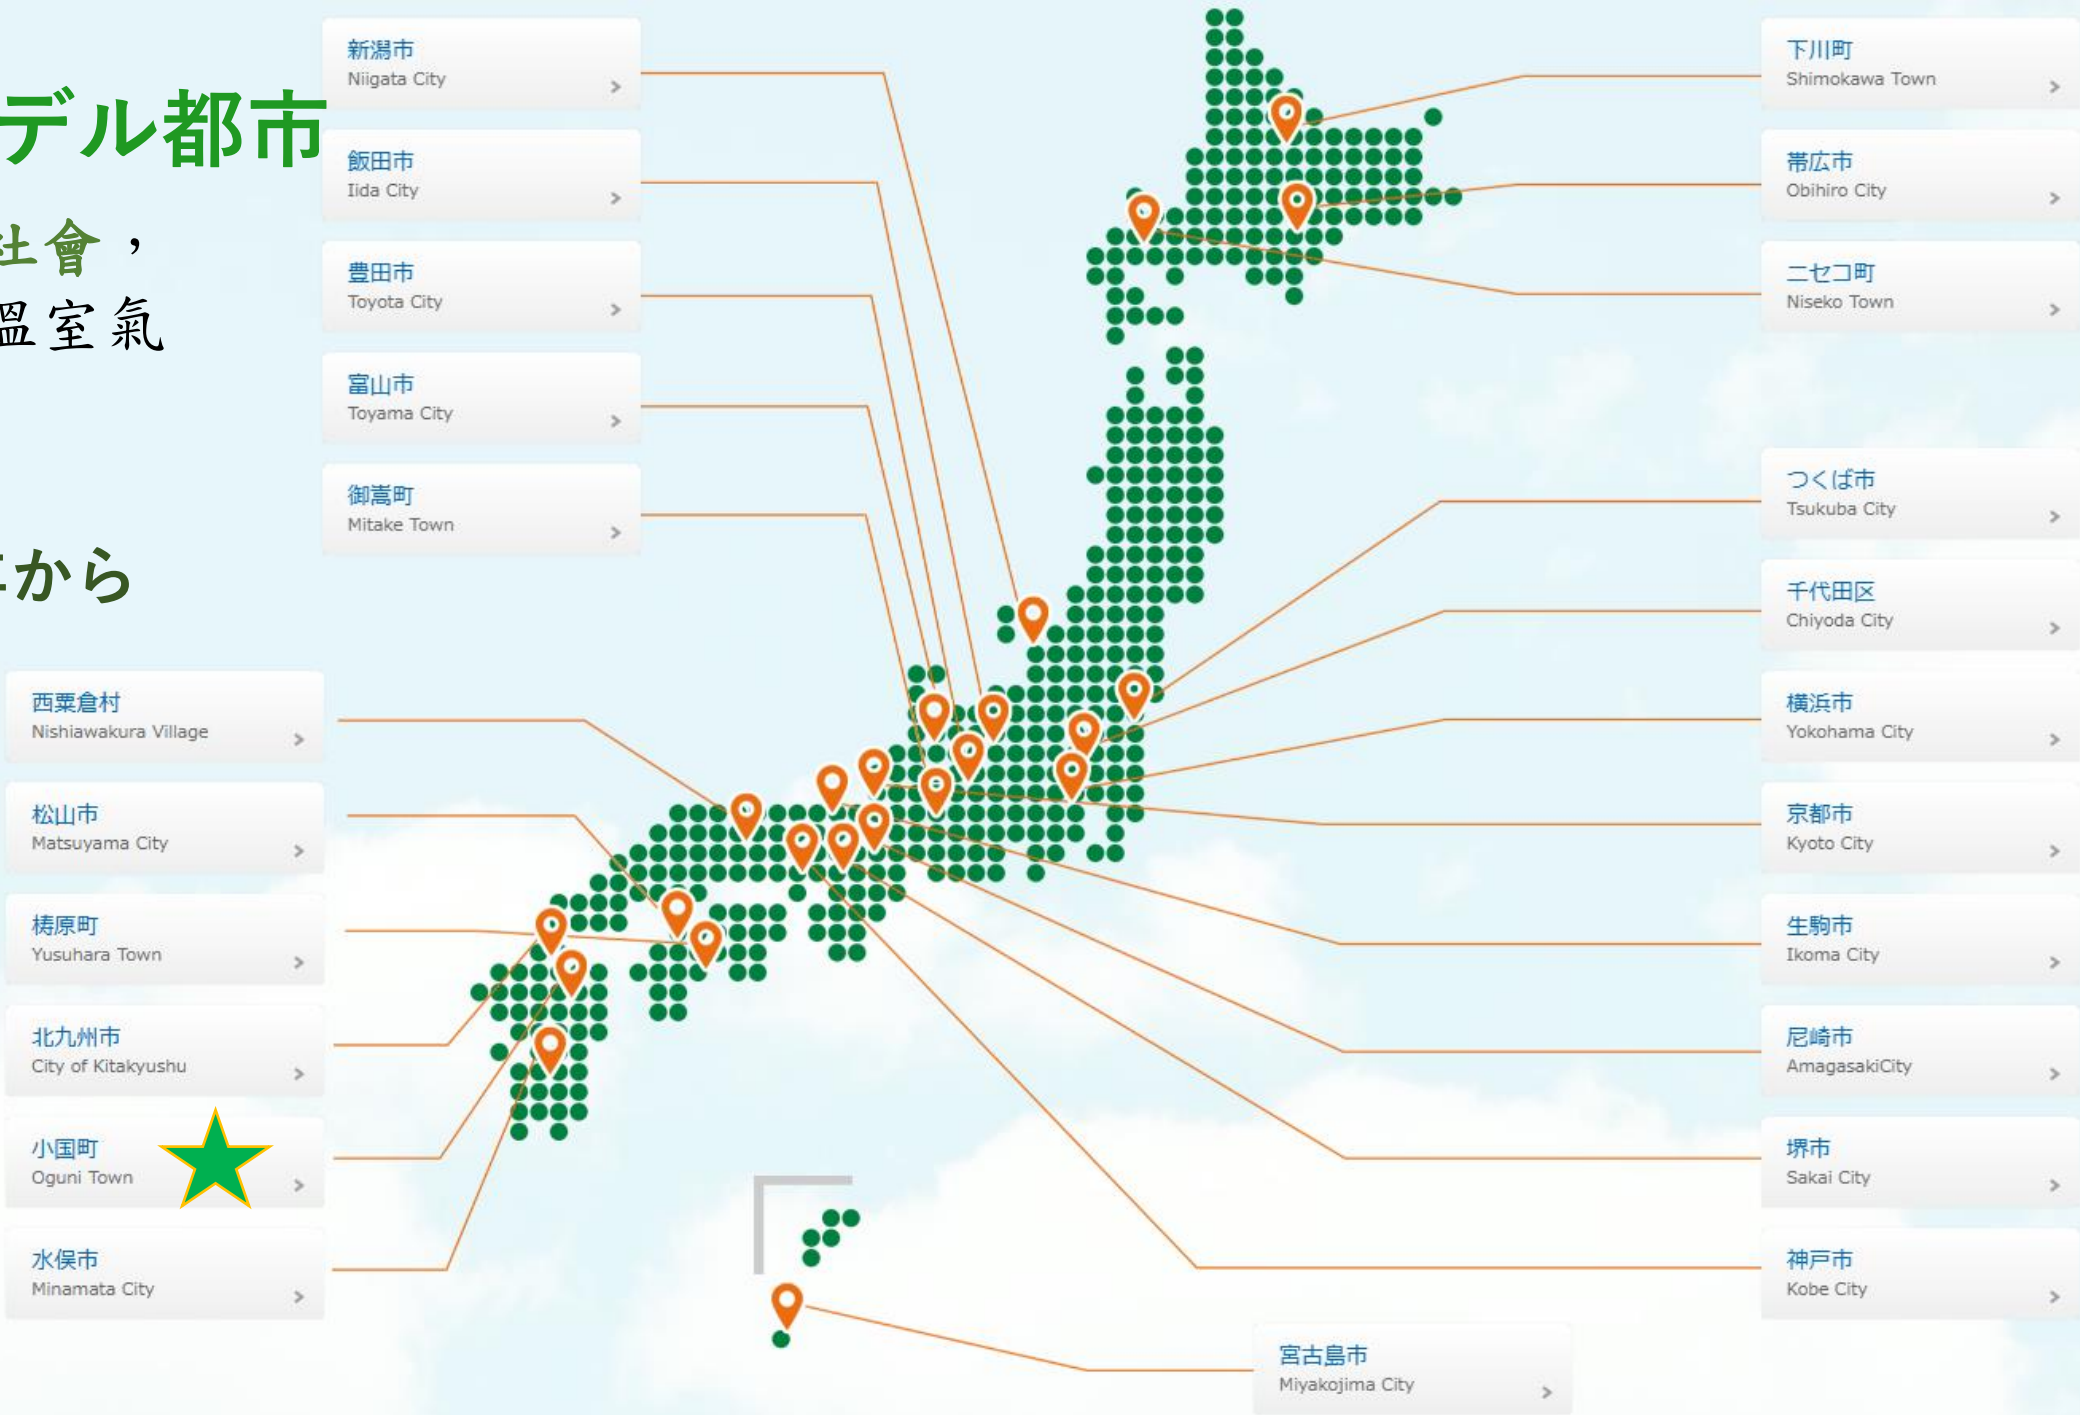 デル都市
社會，
溫室氣
から
新潟市
Niigata City
飯田市
Iida City
豊田市
Toyota City
富山市
Toyama City
御嵩町
Mitake Town
西粟倉村
Nishiawakura Village
松山市
Matsuyama City
梼原町
Yusuhara Town
北九州市
City of Kitakyushu
小国町
Oguni Town
水俣市
Minamata City
下川町
Shimokawa Town
帯広市
Obihiro City
ニセコ町
Niseko Town
つくば市
Tsukuba City
千代田区
Chiyoda City
横浜市
Yokohama City
京都市
Kyoto City
生駒市
Ikoma City
尼崎市
AmagasakiCity
堺市
Sakai City
神戸市
Kobe City
宮古島市
Miyakojima City